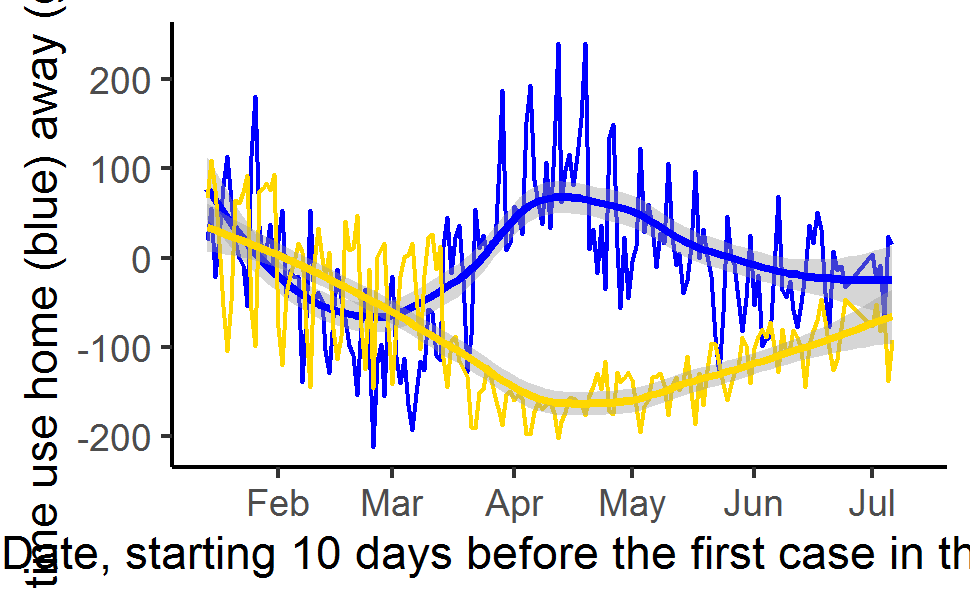 time use home (blue) away (
200
100
0
-100
-200
Feb Mar Apr May Jun Jul
Date, starting 10 days before the first case in th